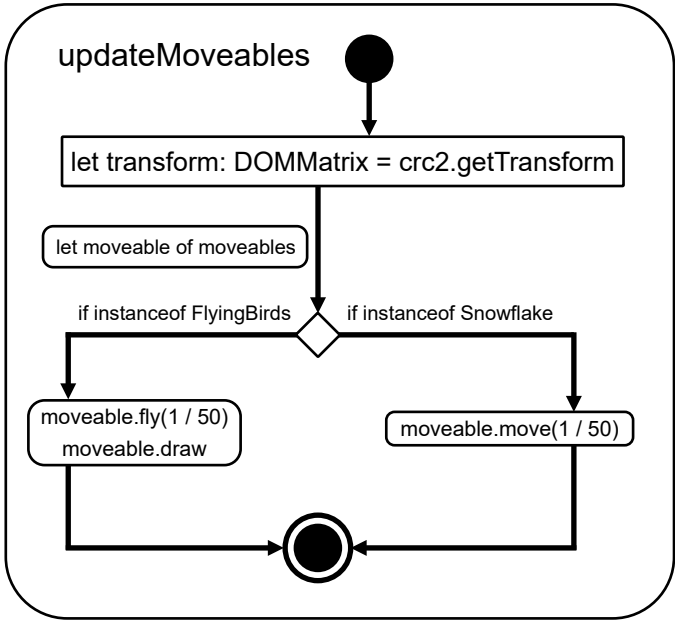 updateMoveables
let transform: DOMMatrix = crc2.getTransform
let moveable of moveables
if instanceof FlyingBirds
if instanceof Snowflake
moveable.fly(1 / 50)
moveable.draw
moveable.move(1 / 50)